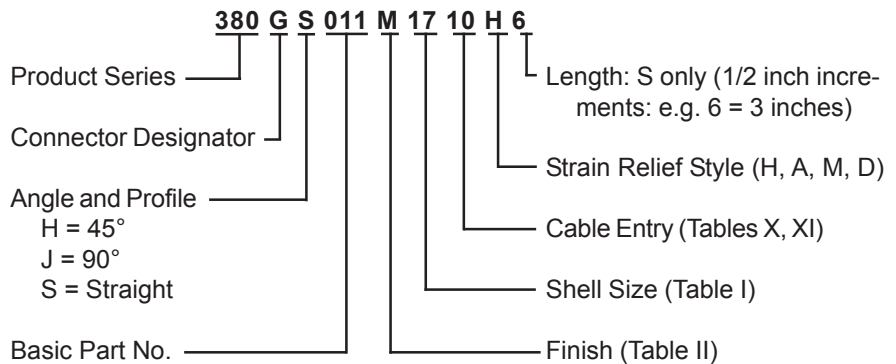 380 G S 011 M 17 10 H 6
Product Series
Connector Designator
Angle and Profile
H = 45°
J = 90°
S = Straight
Basic Part No.
Length: S only (1/2 inch incre-
ments: e.g. 6 = 3 inches)
Strain Relief Style (H, A, M, D)
Cable Entry (Tables X, XI)
Shell Size (Table I)
Finish (Table II)